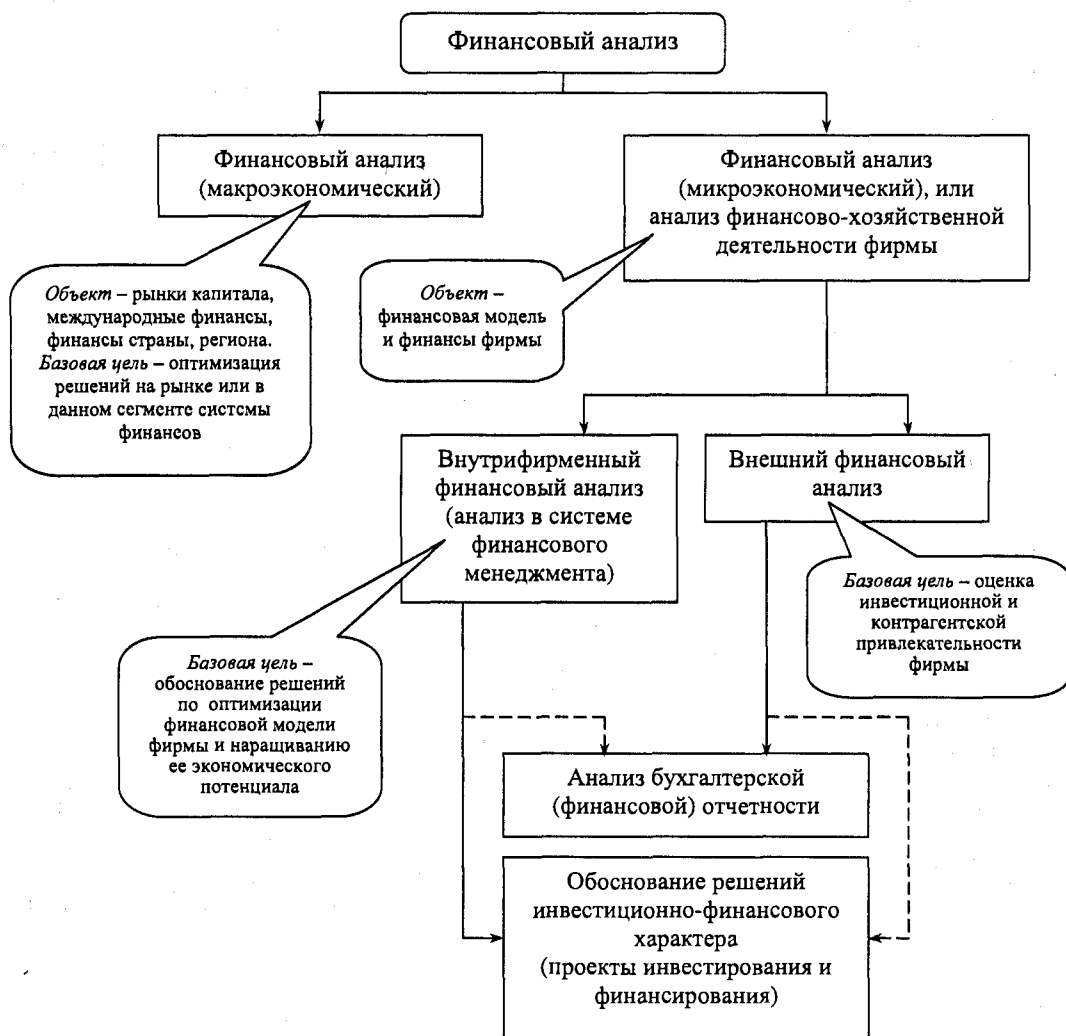 Финансовый анализ
Финансовый анализ
(макроэкономический)
Финансовый анализ
(микроэкономический), или
анализ финансово-хозяйственной
деятельности фирмы
Объект – рынки капитала,
международные финансы,
финансы страны, региона.
Базовая цель – оптимизация
решений на рынке или в
данном сегменте системы
финансов
Объект –
финансовая модель
и финансы фирмы
Внутрифирменный
финансовый анализ
(анализ в системе
финансового
менеджмента)
Внешний финансовый
анализ
Базовая цель – оценка
инвестиционной и
контрагентской
привлекательности
фирмы
Базовая цель –
обоснование решений
по оптимизации
финансовой модели
фирмы и наращиванию
ее экономического
потенциала
Анализ бухгалтерской
(финансовой) отчетности
Обоснование решений
инвестиционно-финансового
характера
(проекты инвестирования и
финансирования)